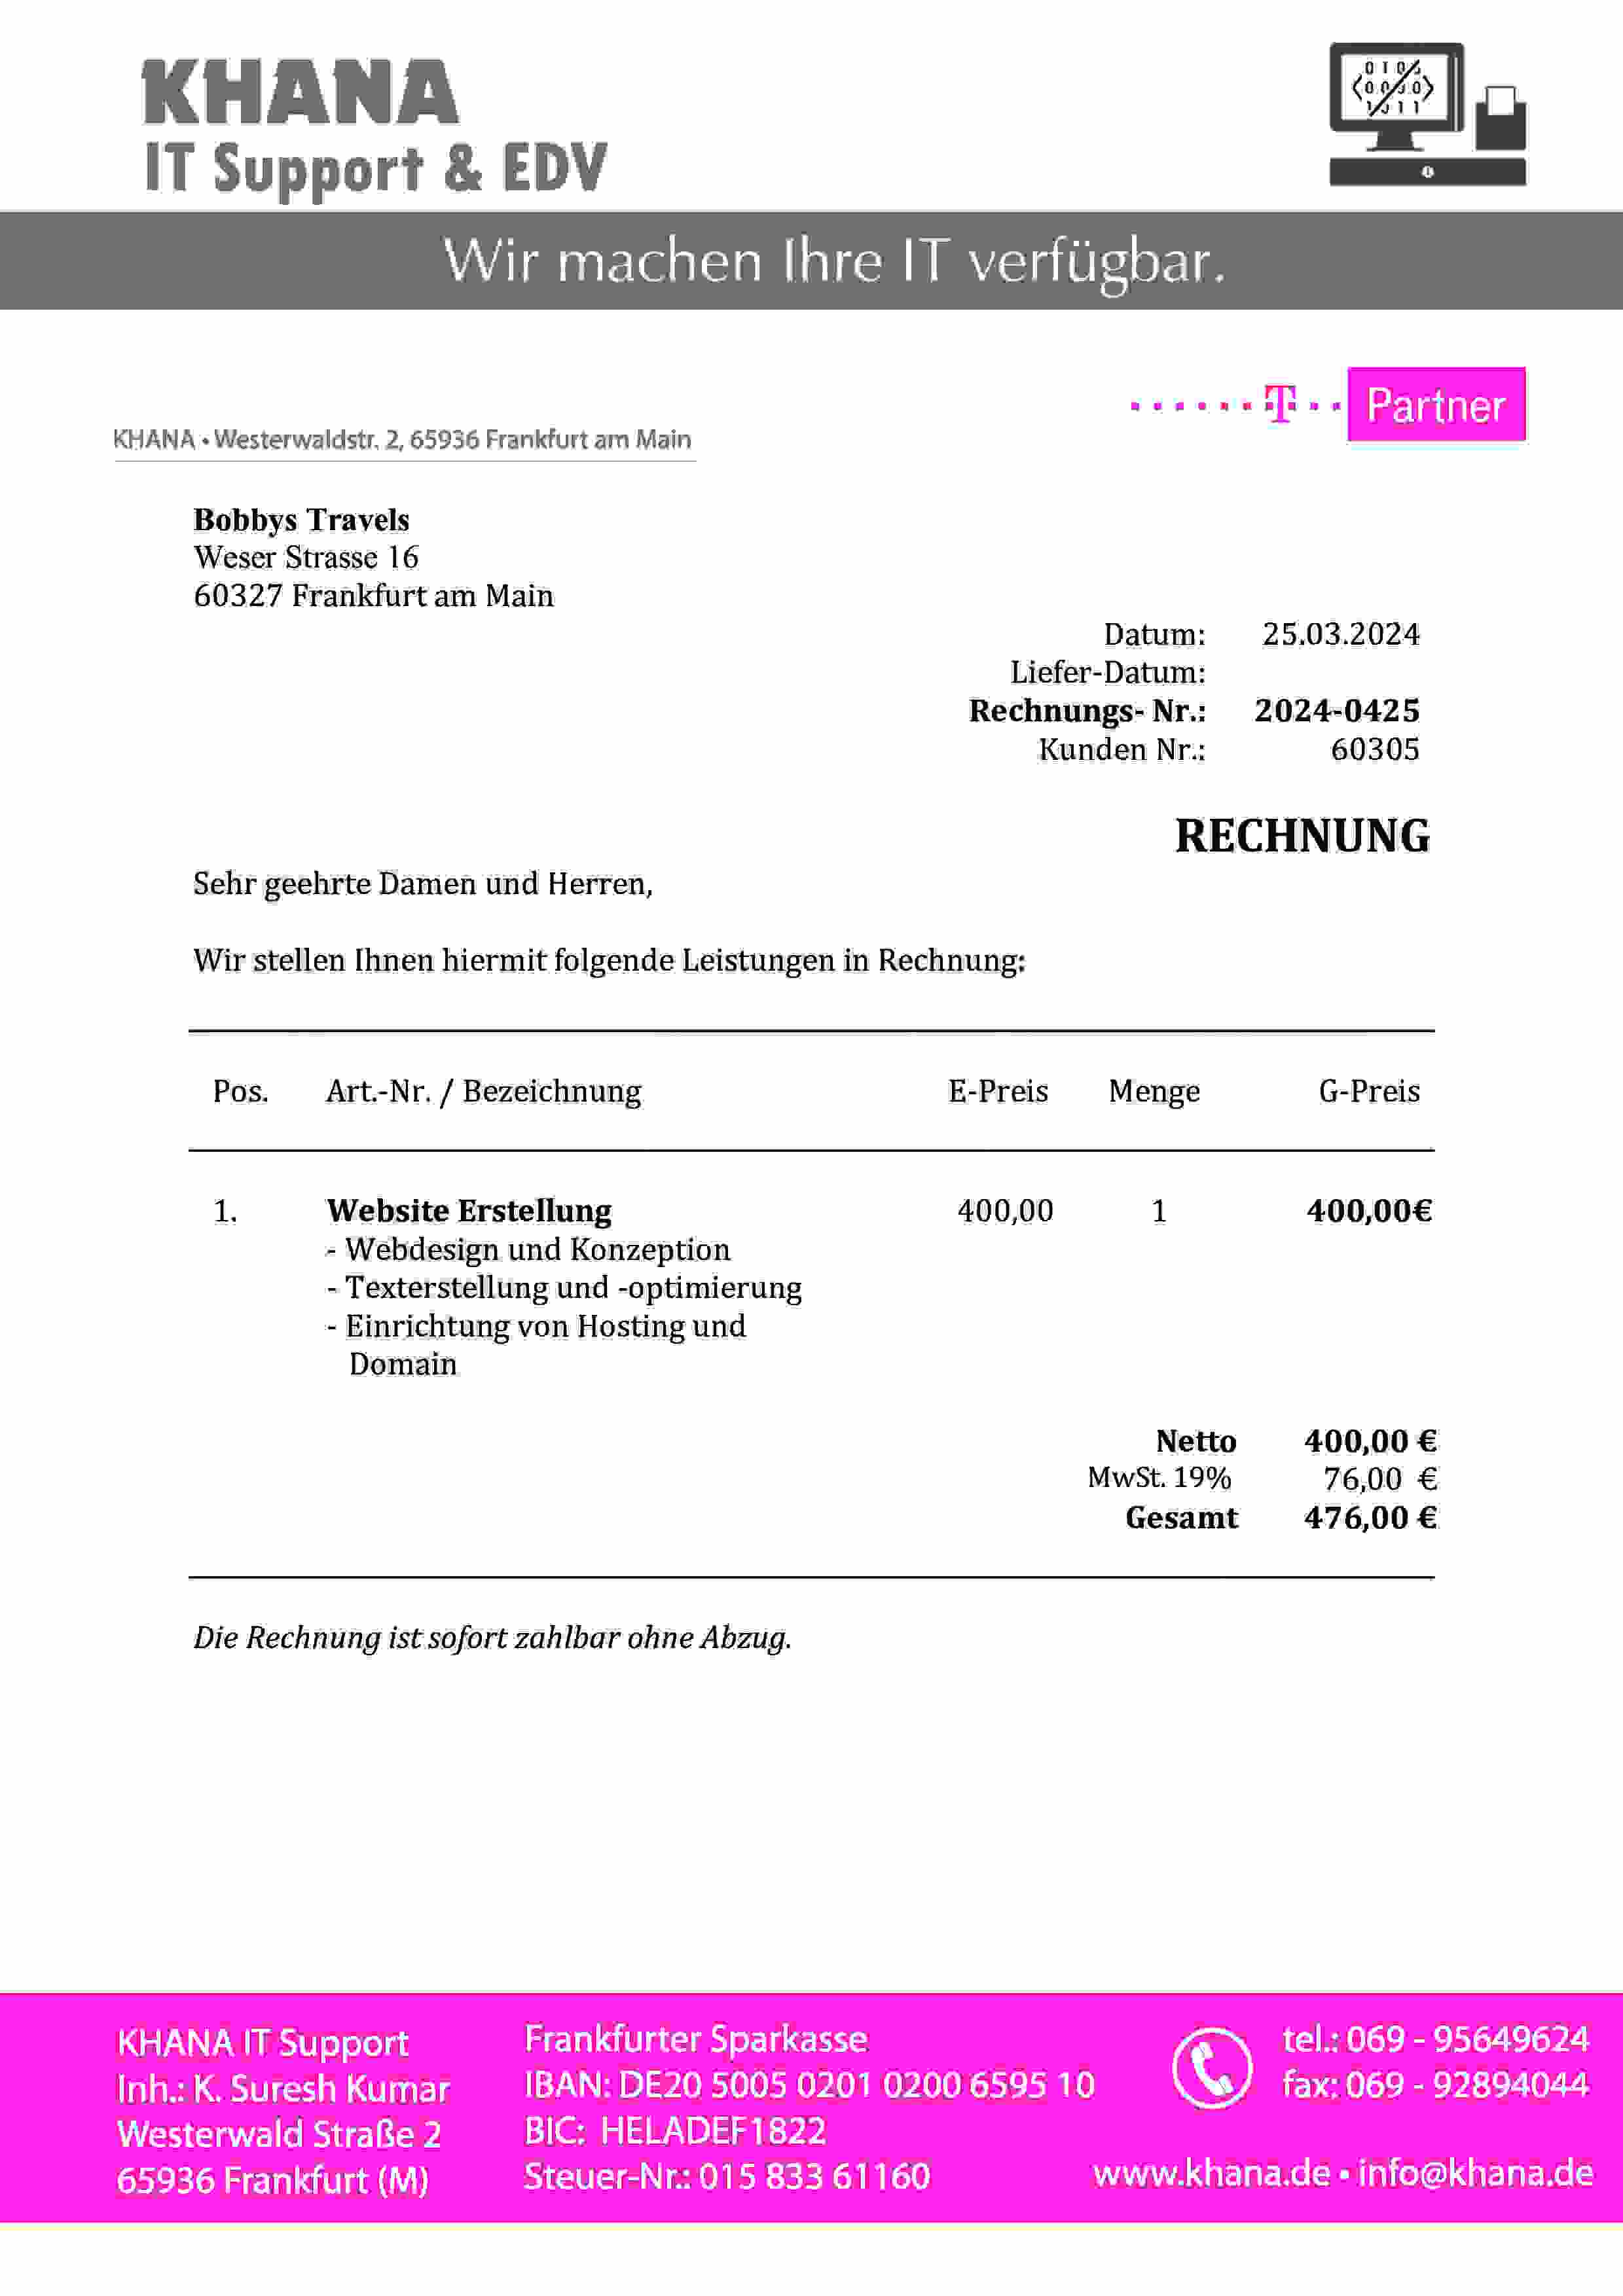 KHANA
IT Support & EDV
Wir machen Ihre IT verfügbar.
T Partner
KHANA • Westerwaldstr. 2, 65936 Frankfurt am Main
Bobbys Travels
Weser Strasse 16
60327 Frankfurt am Main
Datum: 25.03.2024
Liefer-Datum:
Rechnungs- Nr.: 2024-0425
Kunden Nr.: 60305
RECHNUNG
Sehr geehrte Damen und Herren,
Wir stellen Ihnen hiermit folgende Leistungen in Rechnung:
Pos. Art.-Nr. / Bezeichnung E-Preis Menge G-Preis
1. Website Erstellung 400,00 1 400,00€
- Webdesign und Konzeption
- Texterstellung und -optimierung
- Einrichtung von Hosting und
Domain
Netto 400,00 €
MwSt. 19% 76,00 €
Gesamt 476,00 €
Die Rechnung ist sofort zahlbar ohne Abzug.
KHANA IT Support
Inh.: K. Suresh Kumar
Westerwald Straße 2
65936 Frankfurt (M)
Frankfurter Sparkasse
IBAN: DE20 5005 0201 0200 6595 10
BIC: HELADEF1822
Steuer-Nr.: 015 833 61160
tel.: 069 - 95649624
fax: 069 - 92894044
www.khana.de • info@khana.de